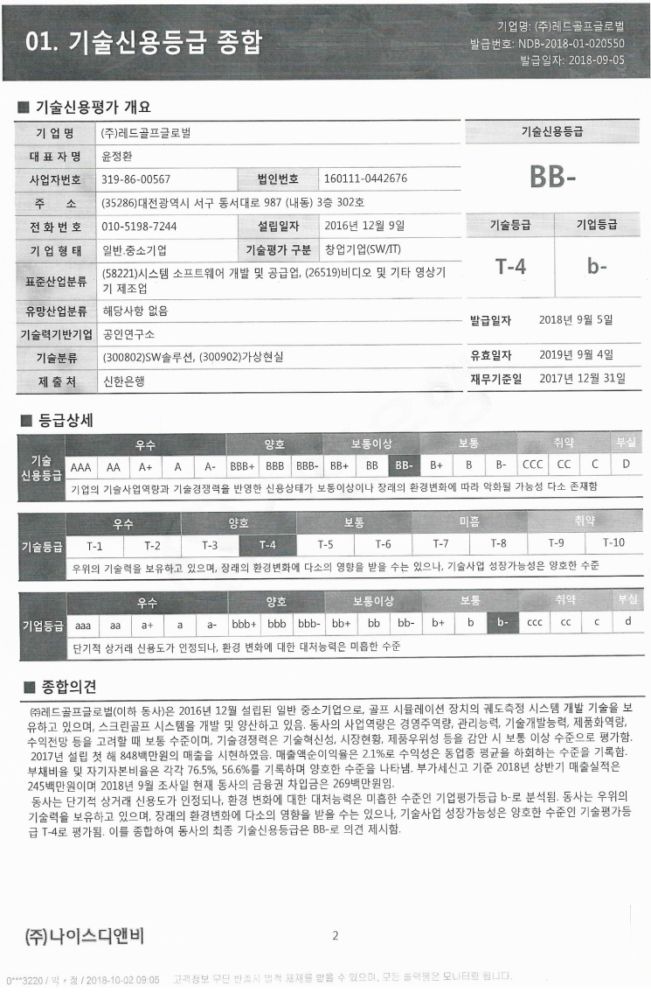 01. 기술신용등급 종합
기업명: (주)레드골프글로벌
발급번호: NDB-2018-01-020550
발급일자: 2018-09-05
■ 기술신용평가 개요
기 업 명 (주)레드골프글로벌
대 표 자 명 윤정환
사업자번호 319-86-00567 법인번호 160111-0442676
주 소 (35286)대전광역시 서구 동서대로 987 (내동) 3층 302호
전 화 번 호 010-5198-7244 설립일자 2016년 12월 9일
기 업 형 태 일반.중소기업 기술평가 구분 창업기업(SW/IT)
표준산업분류 (58221)시스템 소프트웨어 개발 및 공급업, (26519)비디오 및 기타 영상기
기 제조업
유망산업분류 해당사항 없음
기술력기반기업 공인연구소
기술분류 (300802)SW솔루션, (300902)가상현실
제 출 처 신한은행
기술신용등급
BB-
기술등급 기업등급
T-4 b-
발급일자 2018년 9월 5일
유효일자 2019년 9월 4일
재무기준일 2017년 12월 31일
■ 등급상세
기술
신용등급
우수 양호 보통이상 보통 취약 부실
AAA AA A+ A A- BBB+ BBB BBB- BB+ BB BB- B+ B B- CCC CC C D
기업의 기술사업역량과 기술경쟁력을 반영한 신용상태가 보통이상이나 장래의 환경변화에 따라 악화될 가능성 다소 존재함
기술등급
우수 양호 보통 미흡 취약
T-1 T-2 T-3 T-4 T-5 T-6 T-7 T-8 T-9 T-10
우위의 기술력을 보유하고 있으며, 장래의 환경변화에 다소의 영향을 받을 수는 있으나, 기술사업 성장가능성은 양호한 수준
기업등급
우수 양호 보통이상 보통 취약 부실
aaa aa a+ a a- bbb+ bbb bbb- bb+ bb bb- b+ b b- ccc cc c d
단기적 상거래 신용도가 인정되나, 환경 변화에 대한 대처능력은 미흡한 수준
■ 종합의견
㈜레드골프글로벌(이하 동사)은 2016년 12월 설립된 일반 중소기업으로, 골프 시뮬레이션 장치의 궤도측정 시스템 개발 기술을 보
유하고 있으며, 스크린골프 시스템을 개발 및 양산하고 있음. 동사의 사업역량은 경영주역량, 관리능력, 기술개발능력, 제품화역량,
수익전망 등을 고려할 때 보통 수준이며, 기술경쟁력은 기술혁신성, 시장현황, 제품우위성 등을 감안 시 보통 이상 수준으로 평가함.
2017년 설립 첫 해 848백만원의 매출을 시현하였음. 매출액순이익율은 2.1%로 수익성은 동업종 평균을 하회하는 수준을 기록함.
부채비율 및 자기자본비율은 각각 76.5%, 56.6%를 기록하며 양호한 수준을 나타냄. 부가세신고 기준 2018년 상반기 매출실적은
245백만원이며 2018년 9월 조사일 현재 동사의 금융권 차입금은 269백만원임.
동사는 단기적 상거래 신용도가 인정되나, 환경 변화에 대한 대처능력은 미흡한 수준인 기업평가등급 b-로 분석됨. 동사는 우위의
기술력을 보유하고 있으며, 장래의 환경변화에 다소의 영향을 받을 수는 있으나, 기술사업 성장가능성은 양호한 수준인 기술평가등
급 T-4로 평가됨. 이를 종합하여 동사의 최종 기술신용등급은 BB-로 의견 제시함.
(주)나이스디앤비
2
0***3220 / 박 * 정 / 2018-10-02 09:05 고객정보 무단 반출시 법적 제재를 받을 수 있으며, 모든 출력물은 모니터링 됩니다.